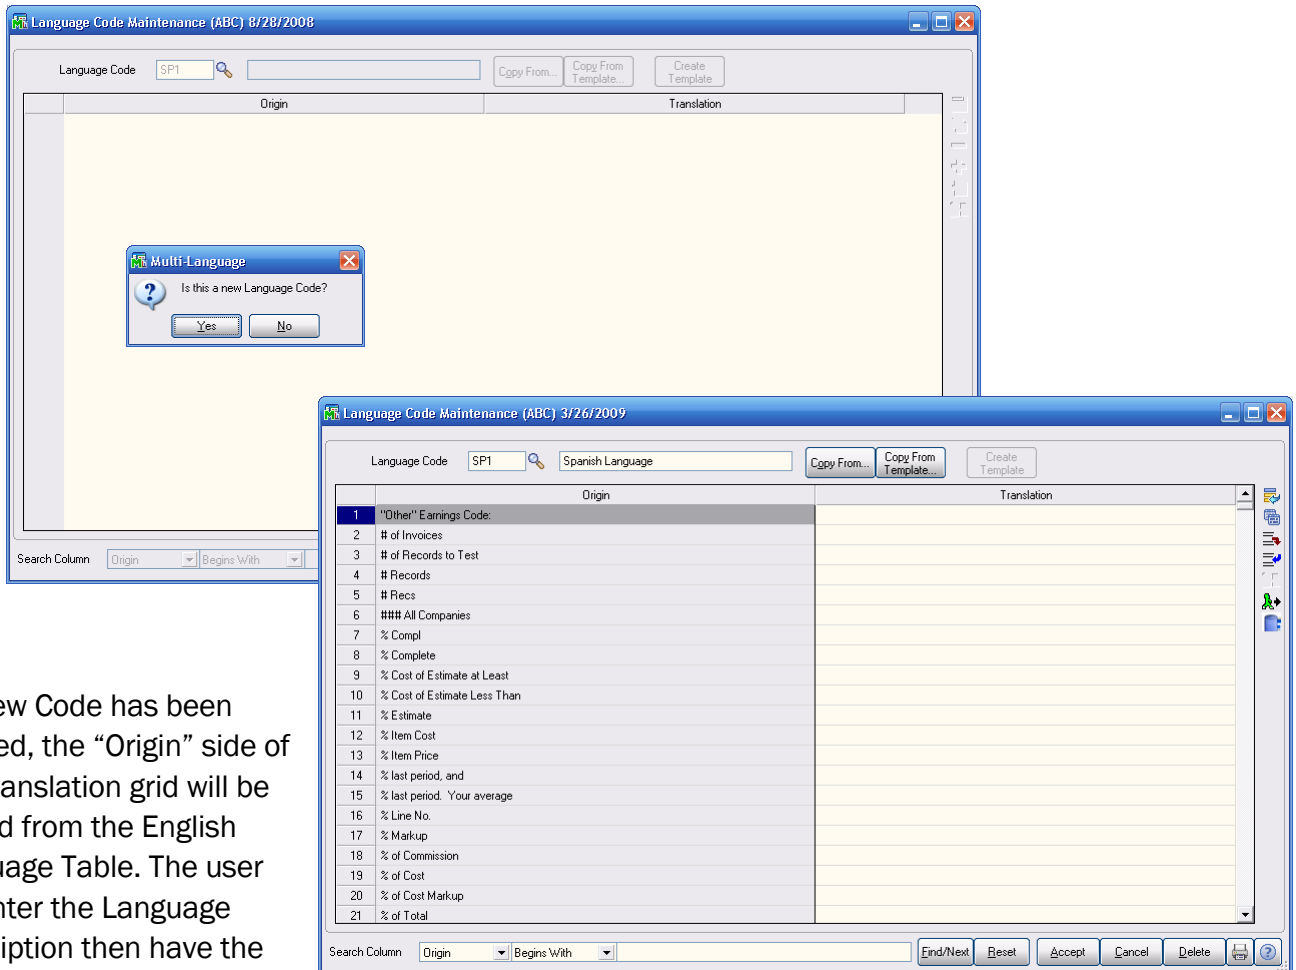 Language Code Maintenance (ABC) 8/28/2008
Language Code SP1 Copy From... Copy From Template... Create Template
Origin Translation
Multi-Language
Is this a new Language Code?
Yes No
Search Column Origin Begins With
Language Code Maintenance (ABC) 3/26/2009
Language Code SP1 Spanish Language Copy From... Copy From Template... Create Template
Origin Translation
1 "Other" Earnings Code:
2 # of Invoices
3 # of Records to Test
4 # Records
5 # Recs
6 ### All Companies
7 % Compl
8 % Complete
9 % Cost of Estimate at Least
10 % Cost of Estimate Less Than
11 % Estimate
12 % Item Cost
13 % Item Price
14 % last period, and
15 % last period. Your average
16 % Line No.
17 % Markup
18 % of Commission
19 % of Cost
20 % of Cost Markup
21 % of Total
Search Column Origin Begins With Find/Next Reset Accept Cancel Delete
ew Code has been
ed, the “Origin” side of
anslation grid will be
d from the English
uage Table. The user
nter the Language
iption then have the